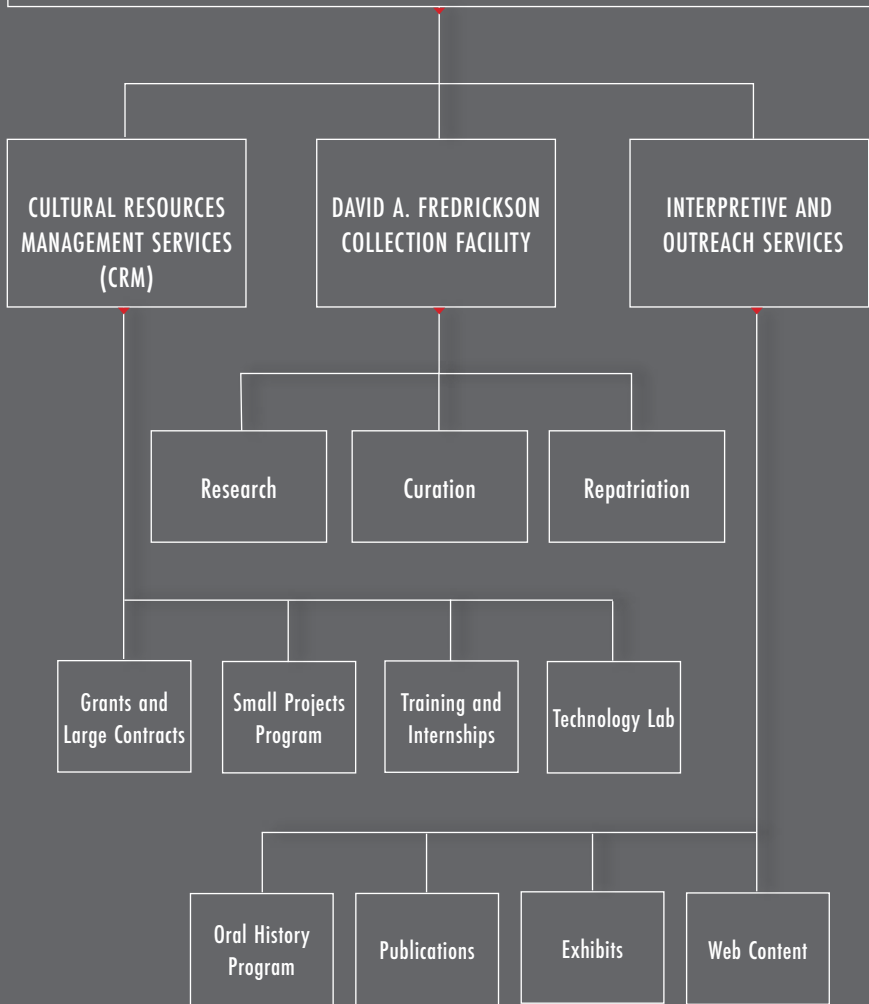 CULTURAL RESOURCES
MANAGEMENT SERVICES
(CRM)
DAVID A. FREDRICKSON
COLLECTION FACILITY
INTERPRETIVE AND
OUTREACH SERVICES
Research
Curation
Repatriation
Grants and
Large Contracts
Small Projects
Program
Training and
Internships
Technology Lab
Oral History
Program
Publications
Exhibits
Web Content